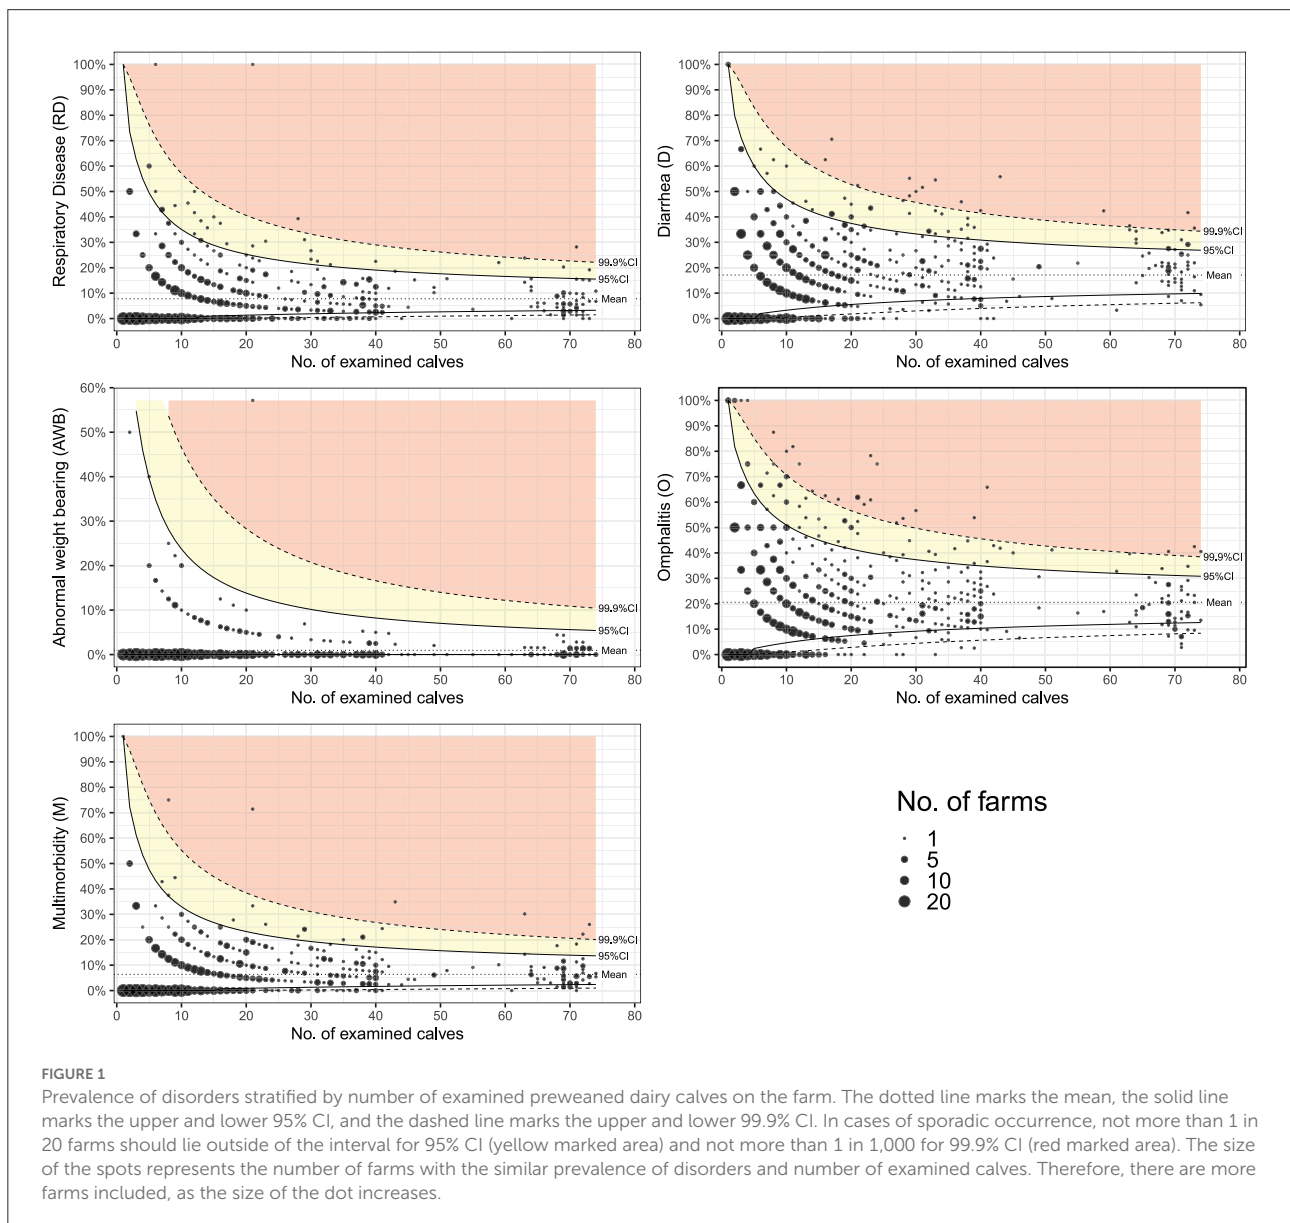 100%
90%
80%
70%
60%
50%
40%
30%
20%
10%
0%
Respiratory Disease (RD)
99.9%CI
95%CI
Mean
0 10 20 30 40 50 60 70 80
No. of examined calves
100%
90%
80%
70%
60%
50%
40%
30%
20%
10%
0%
Diarrhea (D)
99.9%CI
95%CI
Mean
0 10 20 30 40 50 60 70 80
No. of examined calves
60%
50%
40%
30%
20%
10%
0%
Abnormal weight bearing (AWB)
99.9%CI
95%CI
Mean
0 10 20 30 40 50 60 70 80
No. of examined calves
100%
90%
80%
70%
60%
50%
40%
30%
20%
10%
0%
Omphalitis (O)
99.9%CI
95%CI
Mean
0 10 20 30 40 50 60 70 80
No. of examined calves
100%
90%
80%
70%
60%
50%
40%
30%
20%
10%
0%
Multimorbidity (M)
99.9%CI
95%CI
Mean
0 10 20 30 40 50 60 70 80
No. of examined calves
No. of farms
1
5
10
20
FIGURE 1
Prevalence of disorders stratified by number of examined preweaned dairy calves on the farm. The dotted line marks the mean, the solid line
marks the upper and lower 95% CI, and the dashed line marks the upper and lower 99.9% CI. In cases of sporadic occurrence, not more than 1 in
20 farms should lie outside of the interval for 95% CI (yellow marked area) and not more than 1 in 1,000 for 99.9% CI (red marked area). The size
of the spots represents the number of farms with the similar prevalence of disorders and number of examined calves. Therefore, there are more
farms included, as the size of the dot increases.